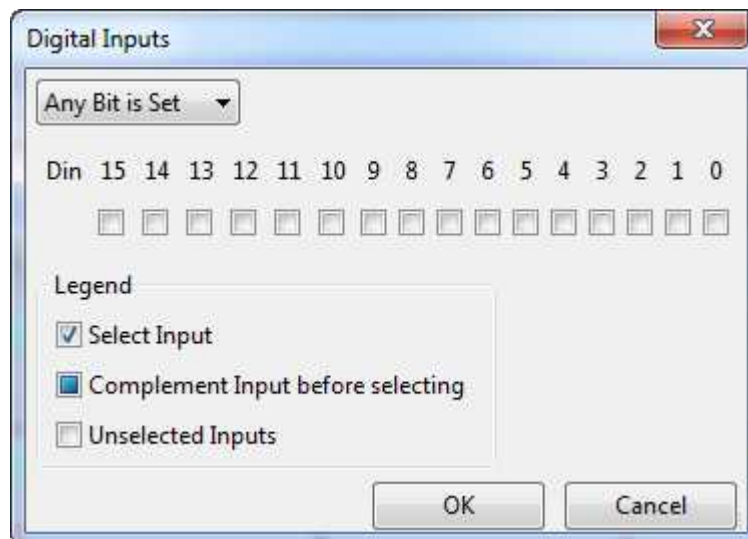 Digital Inputs
Any Bit is Set
Din 15 14 13 12 11 10 9 8 7 6 5 4 3 2 1 0
Legend
Select Input
Complement Input before selecting
Unselected Inputs
OK Cancel